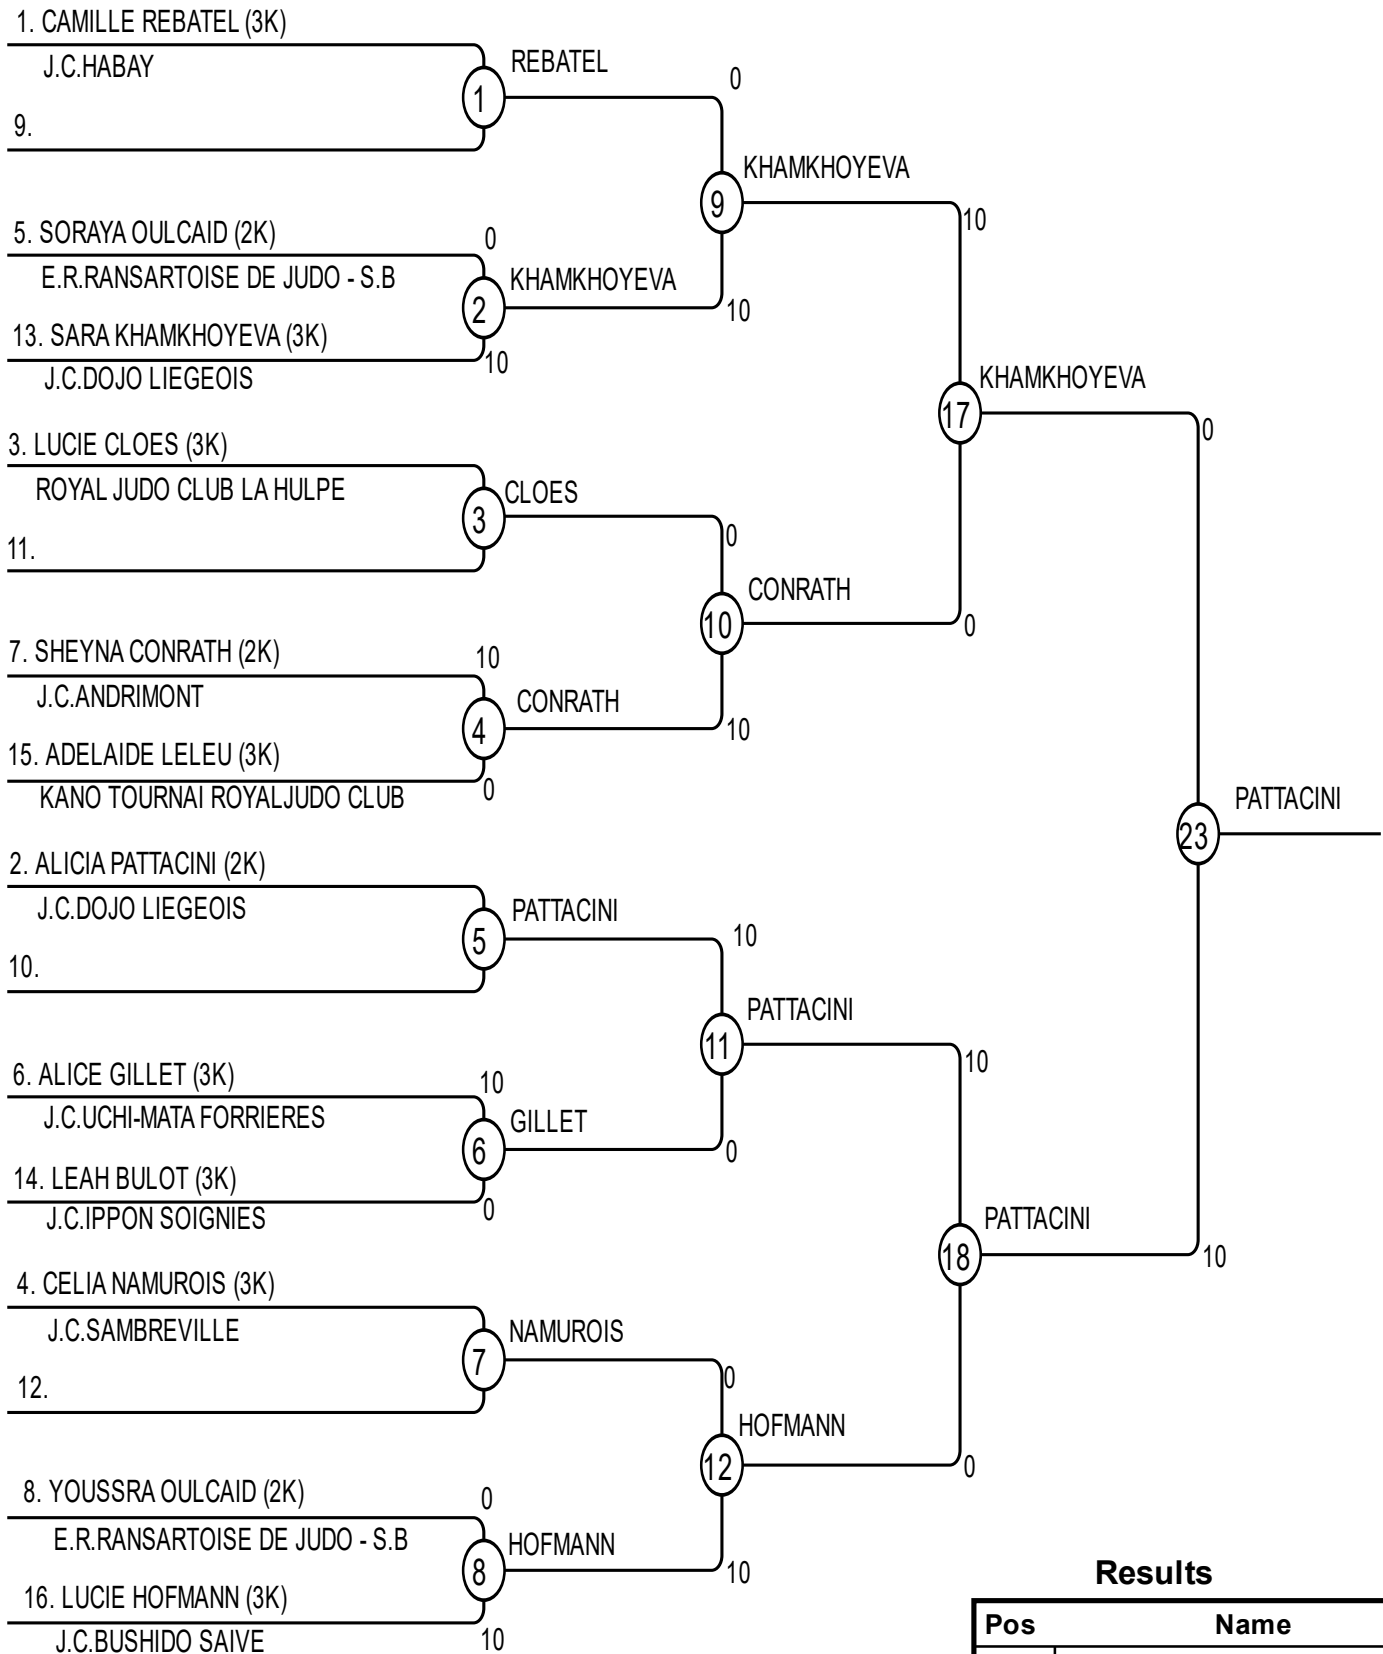 1. CAMILLE REBATEL (3K)
J.C.HABAY
9.
1
REBATEL
0
5. SORAYA OULCAID (2K)
0
E.R.RANSARTOISE DE JUDO - S.B
2
KHAMKHOYEVA
10
13. SARA KHAMKHOYEVA (3K)
10
J.C.DOJO LIEGEOIS
9
KHAMKHOYEVA
10
3. LUCIE CLOES (3K)
ROYAL JUDO CLUB LA HULPE
11.
3
CLOES
0
7. SHEYNA CONRATH (2K)
10
J.C.ANDRIMONT
4
CONRATH
10
15. ADELAIDE LELEU (3K)
0
KANO TOURNAI ROYALJUDO CLUB
10
CONRATH
0
17
KHAMKHOYEVA
0
2. ALICIA PATTACINI (2K)
J.C.DOJO LIEGEOIS
10.
5
PATTACINI
10
6. ALICE GILLET (3K)
10
J.C.UCHI-MATA FORRIERES
6
GILLET
0
14. LEAH BULOT (3K)
0
J.C.IPPON SOIGNIES
11
PATTACINI
10
4. CELIA NAMUROIS (3K)
J.C.SAMBREVILLE
12.
7
NAMUROIS
0
8. YOUSSRA OULCAID (2K)
0
E.R.RANSARTOISE DE JUDO - S.B
8
HOFMANN
10
16. LUCIE HOFMANN (3K)
10
J.C.BUSHIDO SAIVE
12
HOFMANN
0
18
PATTACINI
10
23
PATTACINI
Results
Pos Name